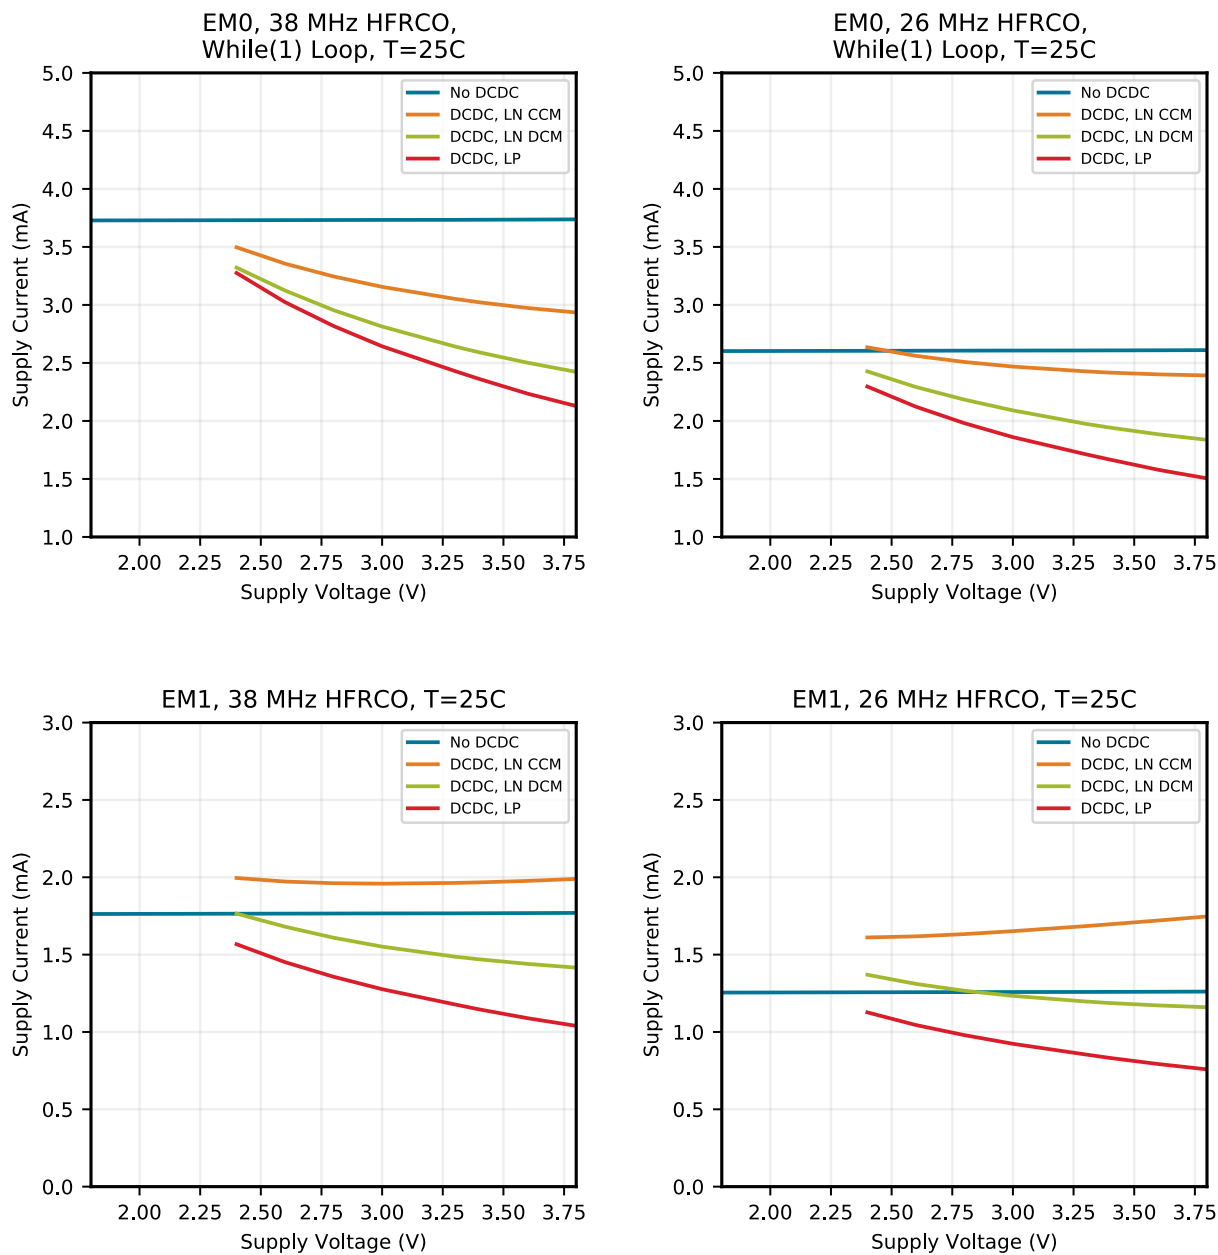 EM0, 38 MHz HFRCO,
While(1) Loop, T=25C
5.0
4.5
4.0
3.5
3.0
2.5
2.0
1.5
1.0
Supply Current (mA)
No DCDC
DCDC, LN CCM
DCDC, LN DCM
DCDC, LP
2.00 2.25 2.50 2.75 3.00 3.25 3.50 3.75
Supply Voltage (V)
EM0, 26 MHz HFRCO,
While(1) Loop, T=25C
5.0
4.5
4.0
3.5
3.0
2.5
2.0
1.5
1.0
Supply Current (mA)
No DCDC
DCDC, LN CCM
DCDC, LN DCM
DCDC, LP
2.00 2.25 2.50 2.75 3.00 3.25 3.50 3.75
Supply Voltage (V)
EM1, 38 MHz HFRCO, T=25C
3.0
2.5
2.0
1.5
1.0
0.5
0.0
Supply Current (mA)
No DCDC
DCDC, LN CCM
DCDC, LN DCM
DCDC, LP
2.00 2.25 2.50 2.75 3.00 3.25 3.50 3.75
Supply Voltage (V)
EM1, 26 MHz HFRCO, T=25C
3.0
2.5
2.0
1.5
1.0
0.5
0.0
Supply Current (mA)
No DCDC
DCDC, LN CCM
DCDC, LN DCM
DCDC, LP
2.00 2.25 2.50 2.75 3.00 3.25 3.50 3.75
Supply Voltage (V)